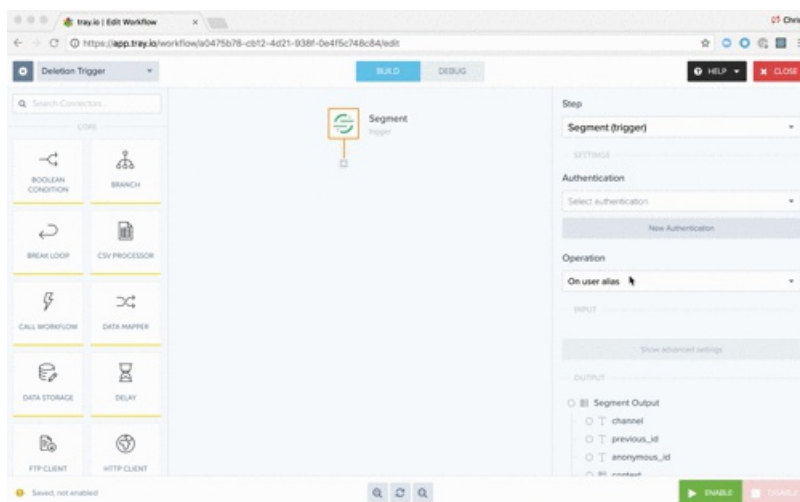 tray.io | Edit Workflow
Chris
https://app.tray.io/workflow/a0475b78-cb12-4d21-938f-0e4f5c748c84/edit
Deletion Trigger
BUILD
DEBUG
HELP
CLOSE
Search Connectors...
CORE
BOOLEAN
CONDITION
BRANCH
BREAK LOOP
CSV PROCESSOR
CALL WORKFLOW
DATA MAPPER
DATA STORAGE
DELAY
FTP CLIENT
HTTP CLIENT
Segment
trigger
Step
Segment (trigger)
SETTINGS
Authentication
Select authentication
New Authentication
Operation
On user alias
INPUT
Show advanced settings
OUTPUT
Segment Output
channel
previous_id
anonymous_id
context
Saved, not enabled
ENABLE
DISABLE